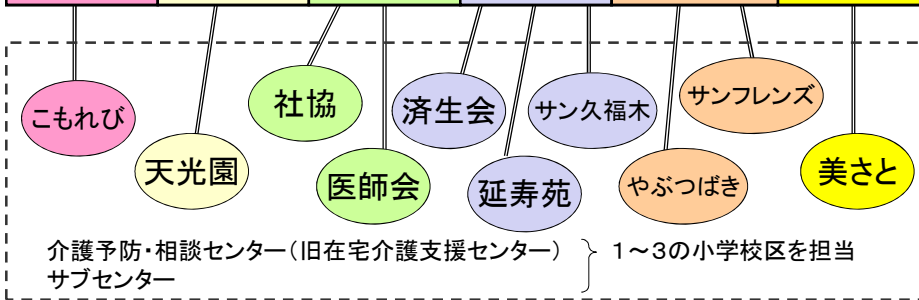 こもれび
天光園
社協
医師会
済生会
延寿苑
サン久福木
やぶつばき
サンフレンズ
美さと
介護予防・相談センター(旧在宅介護支援センター)
サブセンター
1~3の小学校区を担当